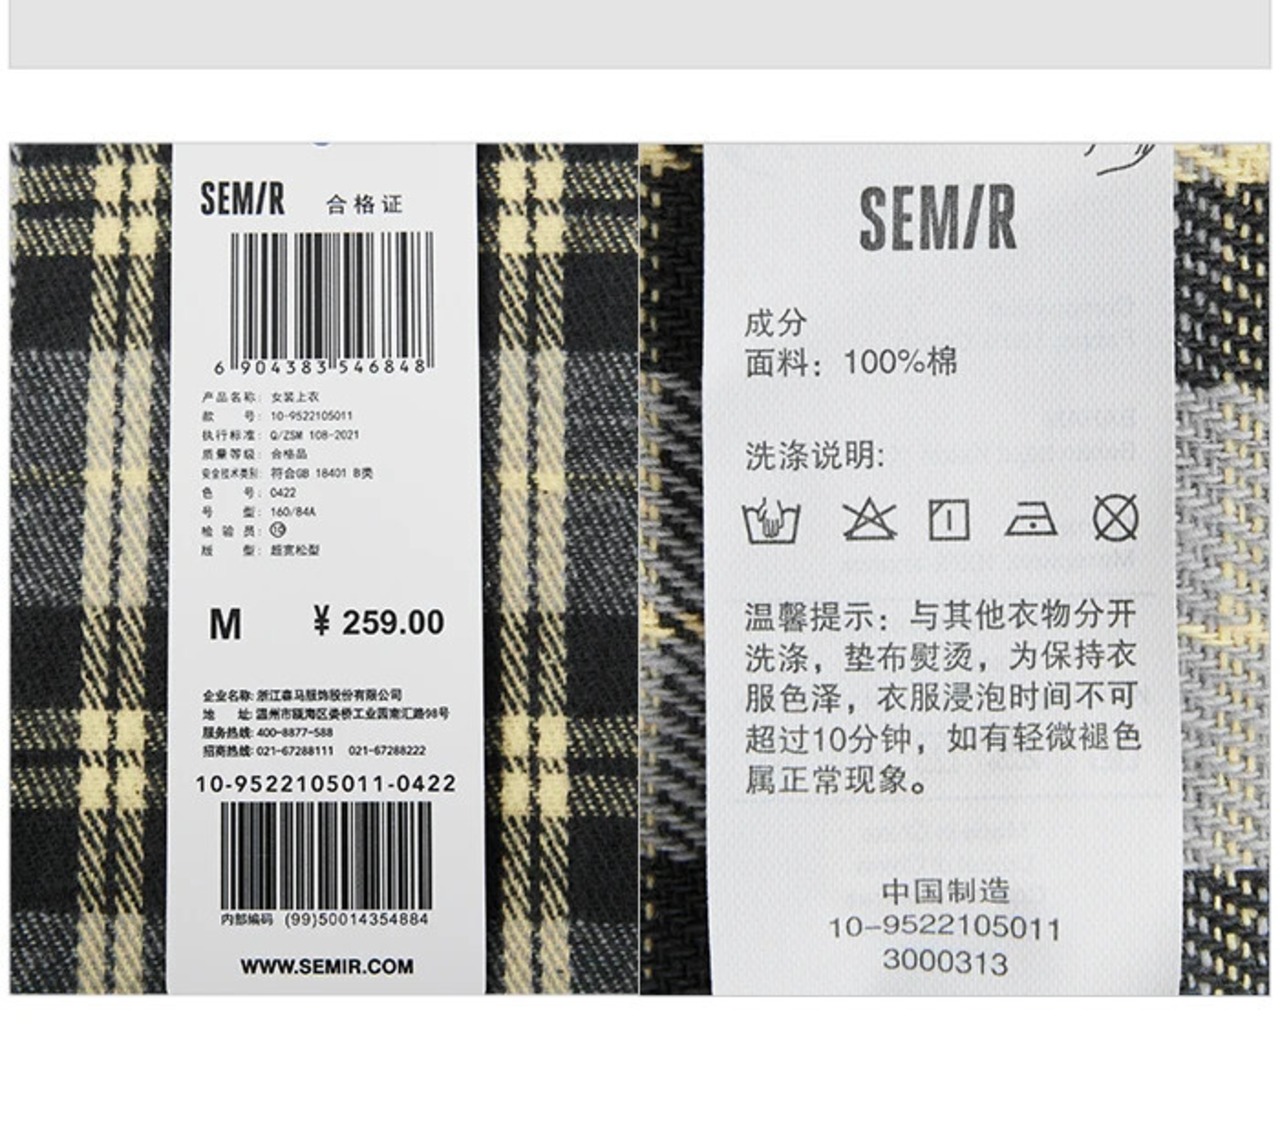 SEMIR 合格证
6 904383 546848
产品名称: 女装上衣
款 号: 10-9522105011
执行标准: Q/ZSM 108-2021
质量等级: 合格品
安全技术类别: 符合GB 18401 B类
色 号: 0422
号 型: 160/84A
检 验 员: 10
版 型: 超宽松型
M ¥ 259.00
企业名称: 浙江森马服饰股份有限公司
地 址: 温州市瓯海区娄桥工业园南汇路98号
服务热线: 400-8877-588
招商热线: 021-67288111 021-67288222
10-9522105011-0422
内部编码 (99)50014354884
WWW.SEMIR.COM
SEMIR
成分
面料：100%棉
洗涤说明:
温馨提示：与其他衣物分开
洗涤，垫布熨烫，为保持衣
服色泽，衣服浸泡时间不可
超过10分钟，如有轻微褪色
属正常现象。
中国制造
10-9522105011
3000313